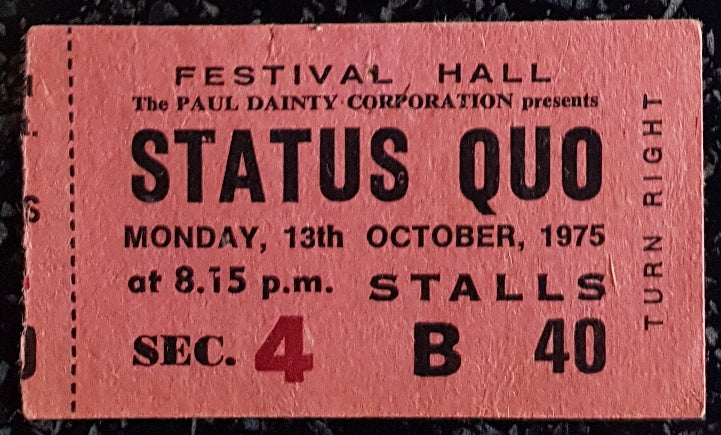 FESTIVAL HALL
The PAUL DAINTY CORPORATION presents
STATUS QUO
MONDAY, 13th OCTOBER, 1975
at 8.15 p.m. STALLS
SEC. 4 B 40
TURN RIGHT